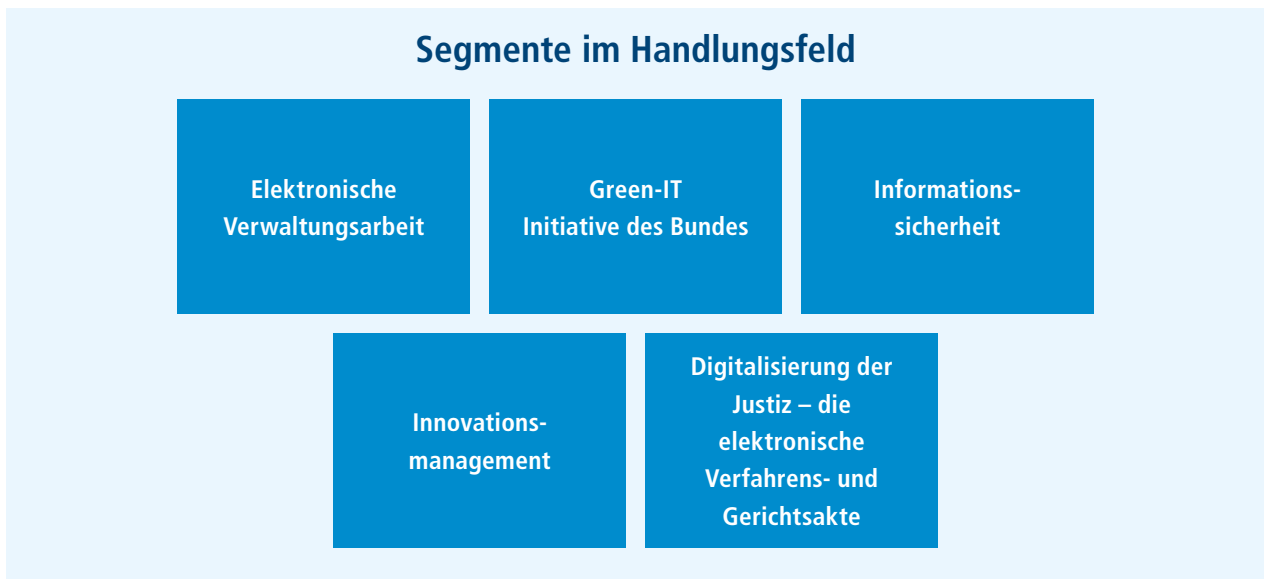 Segmente im Handlungsfeld
Elektronische
Verwaltungsarbeit
Green-IT
Initiative des Bundes
Informations-
sicherheit
Innovations-
management
Digitalisierung der
Justiz – die
elektronische
Verfahrens- und
Gerichtsakte